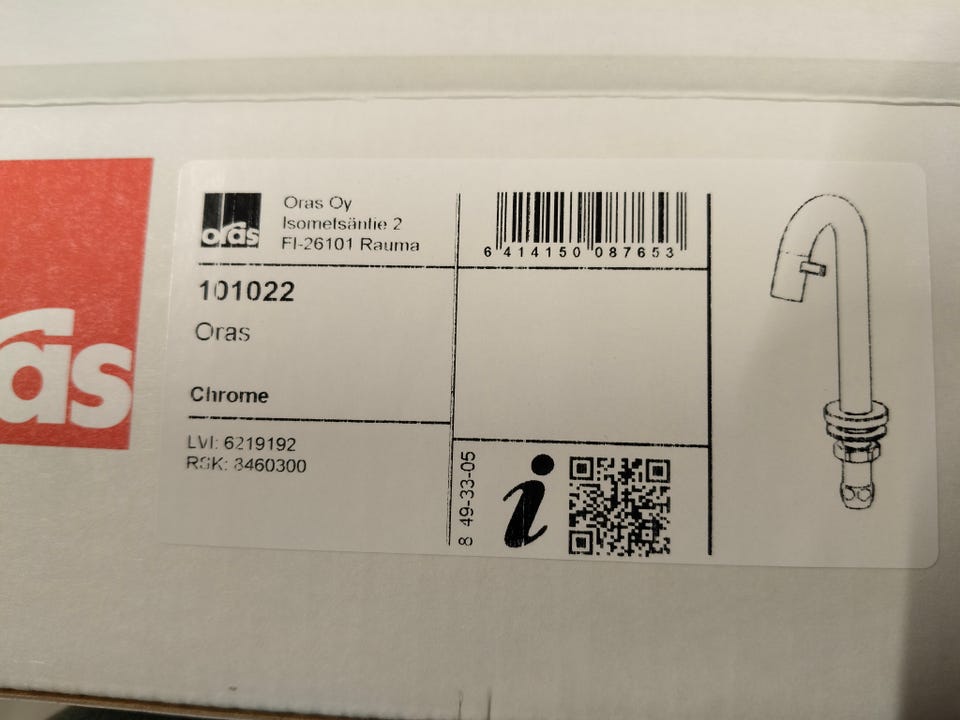 oras
oras
Oras Oy
Isometsäntie 2
FI-26101 Rauma
6 414150 087653
101022
Oras
Chrome
LVI: 6219192
RSK: 8460300
8 49-33-05
i